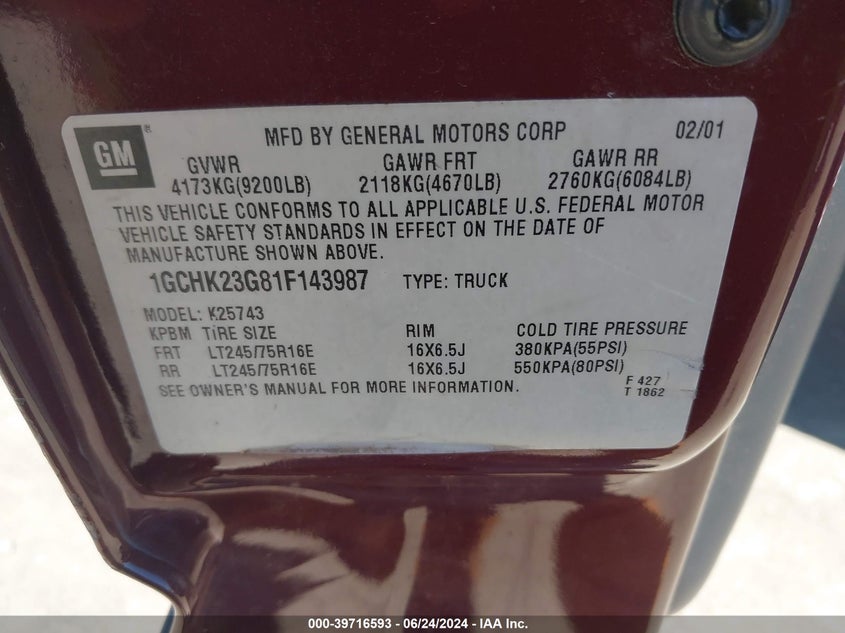 GM ®
MFD BY GENERAL MOTORS CORP 02/01
GVWR GAWR FRT GAWR RR
4173KG(9200LB) 2118KG(4670LB) 2760KG(6084LB)
THIS VEHICLE CONFORMS TO ALL APPLICABLE U.S. FEDERAL MOTOR
VEHICLE SAFETY STANDARDS IN EFFECT ON THE DATE OF
MANUFACTURE SHOWN ABOVE.
1GCHK23G81F143987 TYPE: TRUCK
MODEL: K25743
KPBM TIRE SIZE RIM COLD TIRE PRESSURE
FRT LT245/75R16E 16X6.5J 380KPA(55PSI)
RR LT245/75R16E 16X6.5J 550KPA(80PSI)
SEE OWNER'S MANUAL FOR MORE INFORMATION.
F 427
T 1862
000-39716593 - 06/24/2024 - IAA Inc.